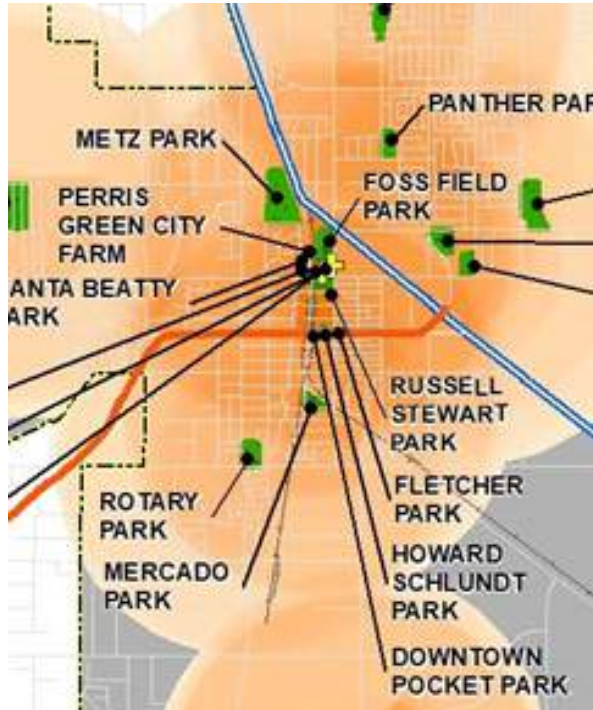 PANTHER PAR
METZ PARK
FOSS FIELD
PARK
PERRIS
GREEN CITY
FARM
ANTA BEATTY
ARK
RUSSELL
STEWART
PARK
ROTARY
PARK
FLETCHER
PARK
MERCADO
PARK
HOWARD
SCHLUNDT
PARK
DOWNTOWN
POCKET PARK